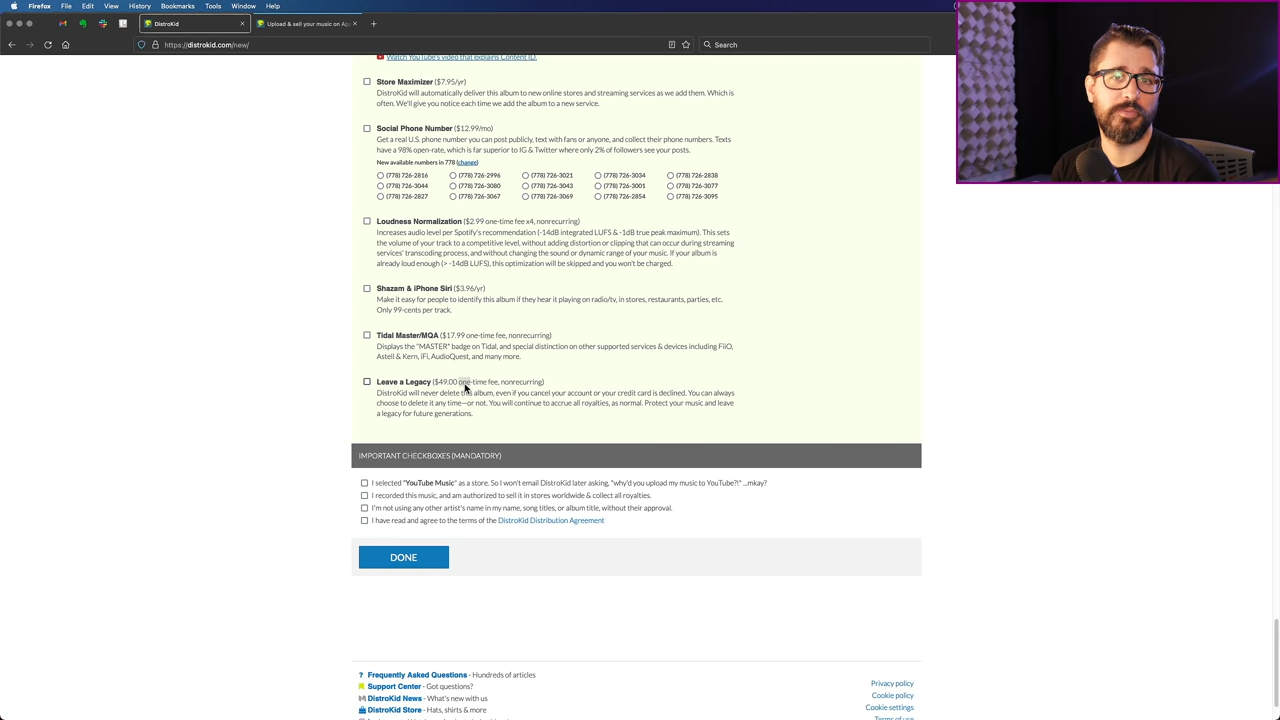 Firefox File Edit View History Bookmarks Tools Window Help
DistroKid
Upload & sell your music on Ap
https://distrokid.com/new/
Search
Watch YouTube's video that explains Content ID.
Store Maximizer ($7.95/yr)
DistroKid will automatically deliver this album to new online stores and streaming services as we add them. Which is
often. We'll give you notice each time we add the album to a new service.
Social Phone Number ($12.99/mo)
Get a real U.S. phone number you can post publicly, text with fans or anyone, and collect their phone numbers. Texts
have a 98% open-rate, which is far superior to IG & Twitter where only 2% of followers see your posts.
New available numbers in 778 (change)
(778) 726-2816 (778) 726-2996 (778) 726-3021 (778) 726-3034 (778) 726-2838
(778) 726-3044 (778) 726-3080 (778) 726-3043 (778) 726-3001 (778) 726-3077
(778) 726-2827 (778) 726-3067 (778) 726-3069 (778) 726-2854 (778) 726-3095
Loudness Normalization ($2.99 one-time fee x4, nonrecurring)
Increases audio level per Spotify's recommendation (-14dB integrated LUFS & -1dB true peak maximum). This sets
the volume of your track to a competitive level, without adding distortion or clipping that can occur during streaming
services' transcoding process, and without changing the sound or dynamic range of your music. If your album is
already loud enough (> -14dB LUFS), this optimization will be skipped and you won't be charged.
Shazam & iPhone Siri ($3.96/yr)
Make it easy for people to identify this album if they hear it playing on radio/tv, in stores, restaurants, parties, etc.
Only 99-cents per track.
Tidal Master/MQA ($17.99 one-time fee, nonrecurring)
Displays the "MASTER" badge on Tidal, and special distinction on other supported services & devices including FiiO,
Astell & Kern, iFi, AudioQuest, and many more.
Leave a Legacy ($49.00 one-time fee, nonrecurring)
DistroKid will never delete this album, even if you cancel your account or your credit card is declined. You can always
choose to delete it any time—or not. You will continue to accrue all royalties, as normal. Protect your music and leave
a legacy for future generations.
IMPORTANT CHECKBOXES (MANDATORY)
I selected "YouTube Music" as a store. So I won't email DistroKid later asking, "why'd you upload my music to YouTube?!" ...mkay?
I recorded this music, and am authorized to sell it in stores worldwide & collect all royalties.
I'm not using any other artist's name in my name, song titles, or album title, without their approval.
I have read and agree to the terms of the DistroKid Distribution Agreement
DONE
? Frequently Asked Questions - Hundreds of articles
Support Center - Got questions?
DistroKid News - What's new with us
DistroKid Store - Hats, shirts & more
Privacy policy
Cookie policy
Cookie settings
Terms of use